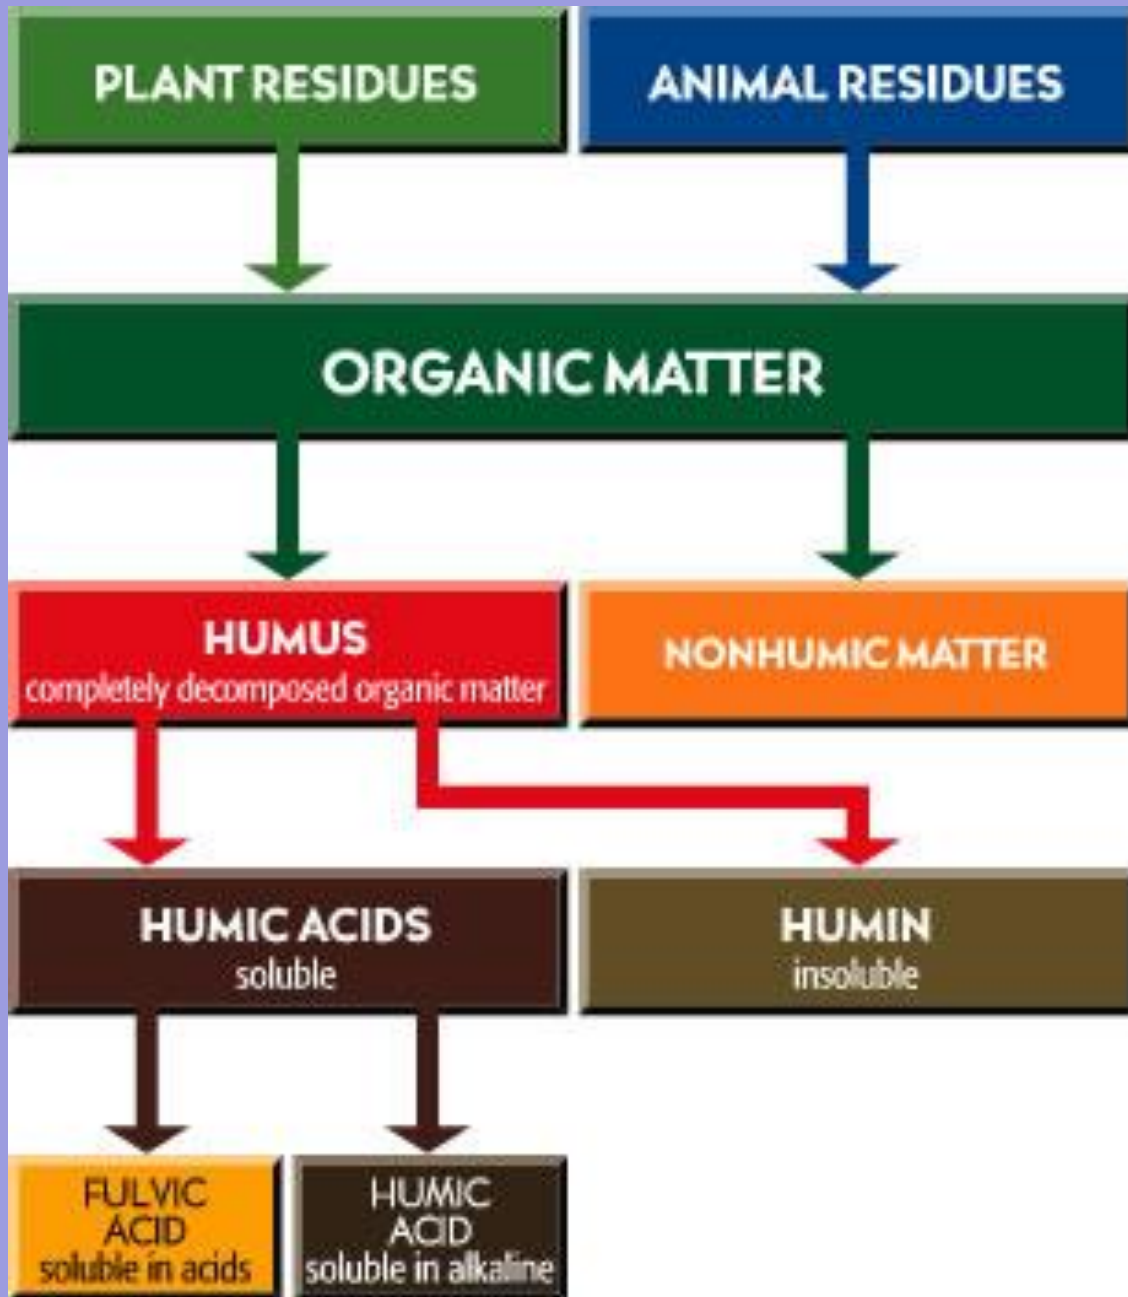 PLANT RESIDUES
ANIMAL RESIDUES
ORGANIC MATTER
HUMUS
completely decomposed organic matter
NONHUMIC MATTER
HUMIC ACIDS
soluble
HUMIN
insoluble
FULVIC
ACID
soluble in acids
HUMIC
ACID
soluble in alkaline